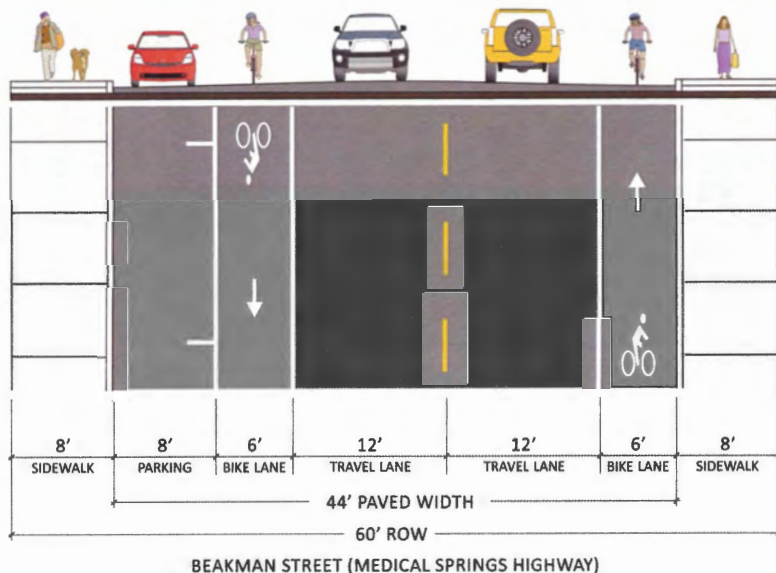 8' 8' 6' 12' 12' 6' 8'
SIDEWALK PARKING BIKE LANE TRAVEL LANE TRAVEL LANE BIKE LANE SIDEWALK
44' PAVED WIDTH
60' ROW
BEAKMAN STREET (MEDICAL SPRINGS HIGHWAY)